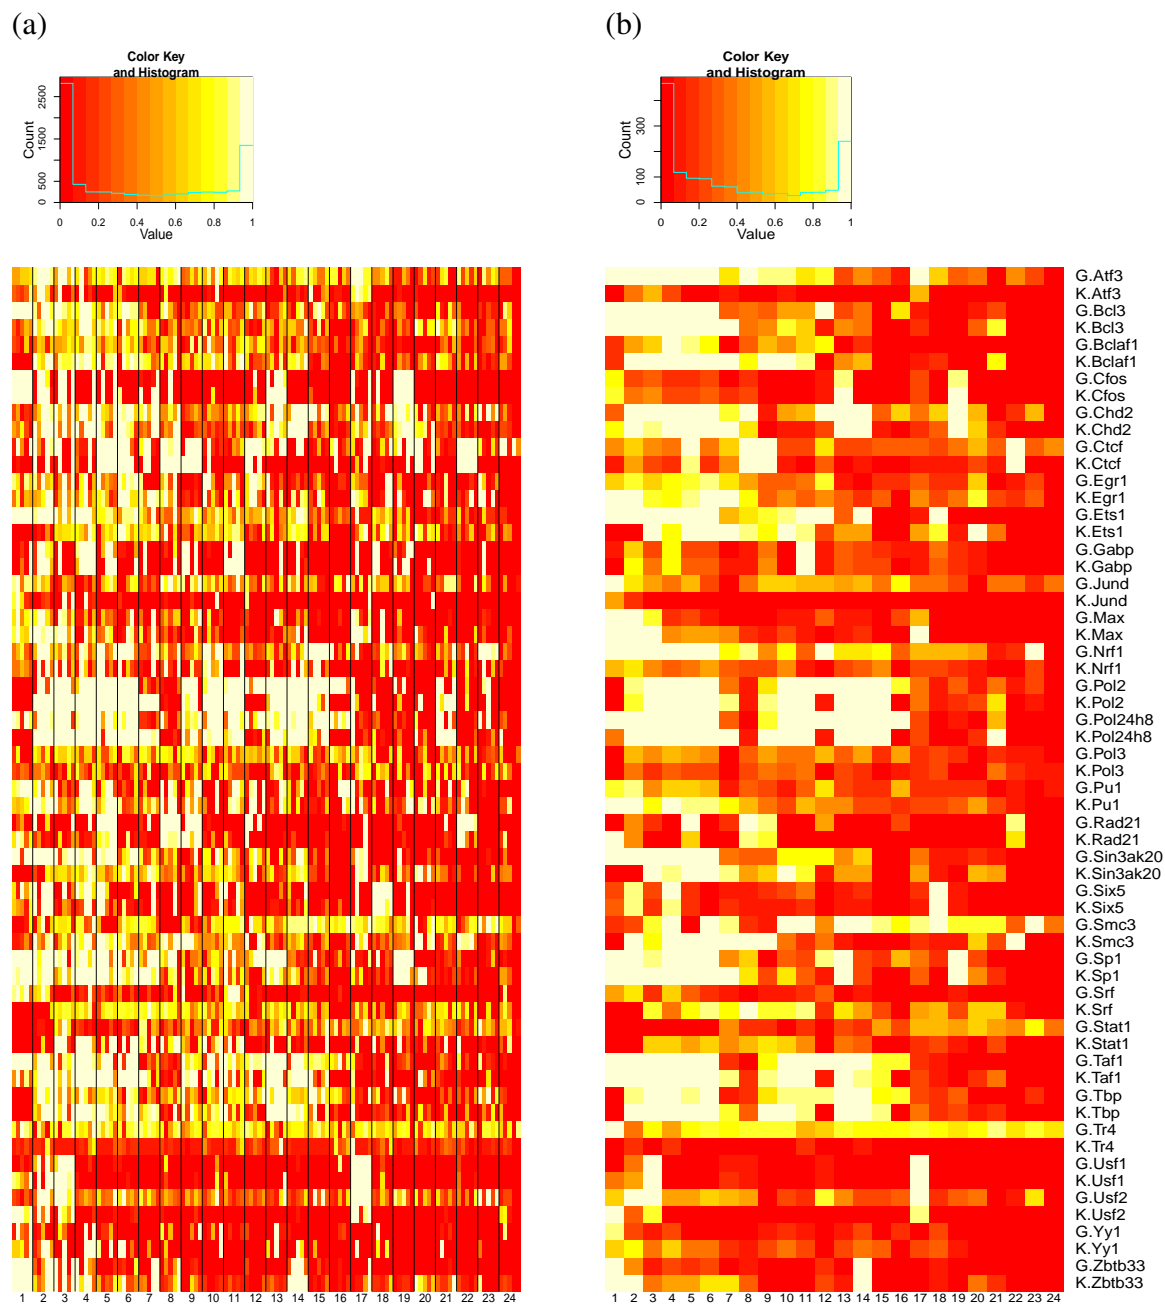 (a)
(b)
Color Key
and Histogram
Count
0 500 1500 2500
0 0.2 0.4 0.6 0.8 1
Value
Color Key
and Histogram
Count
0 100 300
0 0.2 0.4 0.6 0.8 1
Value
G.Atf3
K.Atf3
G.Bcl3
K.Bcl3
G.Bclaf1
K.Bclaf1
G.Cfos
K.Cfos
G.Chd2
K.Chd2
G.Ctcf
K.Ctcf
G.Egr1
K.Egr1
G.Ets1
K.Ets1
G.Gabp
K.Gabp
G.Jund
K.Jund
G.Max
K.Max
G.Nrf1
K.Nrf1
G.Pol2
K.Pol2
G.Pol24h8
K.Pol24h8
G.Pol3
K.Pol3
G.Pu1
K.Pu1
G.Rad21
K.Rad21
G.Sin3ak20
K.Sin3ak20
G.Six5
K.Six5
G.Smc3
K.Smc3
G.Sp1
K.Sp1
G.Srf
K.Srf
G.Stat1
K.Stat1
G.Taf1
K.Taf1
G.Tbp
K.Tbp
G.Tr4
K.Tr4
G.Usf1
K.Usf1
G.Usf2
K.Usf2
G.Yy1
K.Yy1
G.Zbtb33
K.Zbtb33
1 2 3 4 5 6 7 8 9 10 11 12 13 14 15 16 17 18 19 20 21 22 23 24
1 2 3 4 5 6 7 8 9 10 11 12 13 14 15 16 17 18 19 20 21 22 23 24